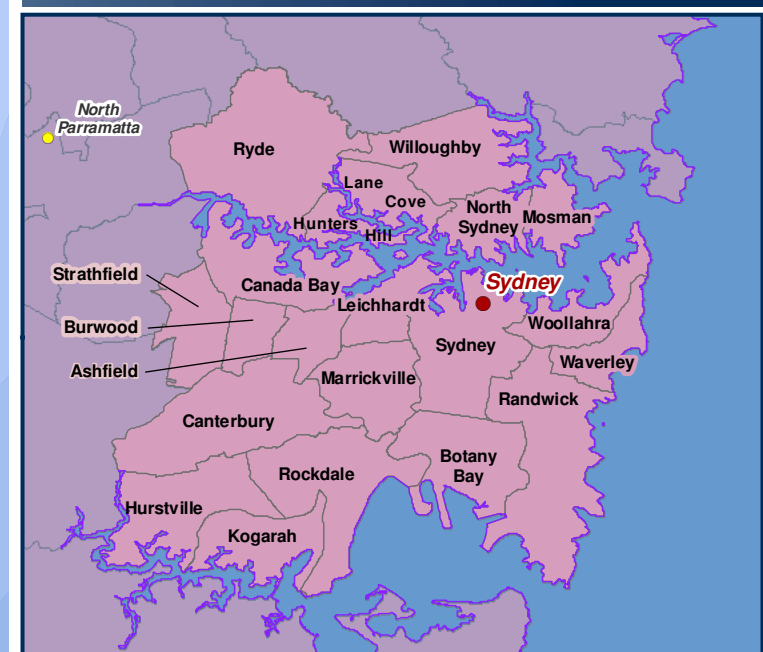 North
Parramatta
Ryde
Willoughby
Lane
Cove
North
Sydney
Mosman
Hunters
Hill
Strathfield
Canada Bay
Sydney
Leichhardt
Burwood
Woollahra
Sydney
Ashfield
Waverley
Marrickville
Randwick
Canterbury
Botany
Bay
Rockdale
Hurstville
Kogarah